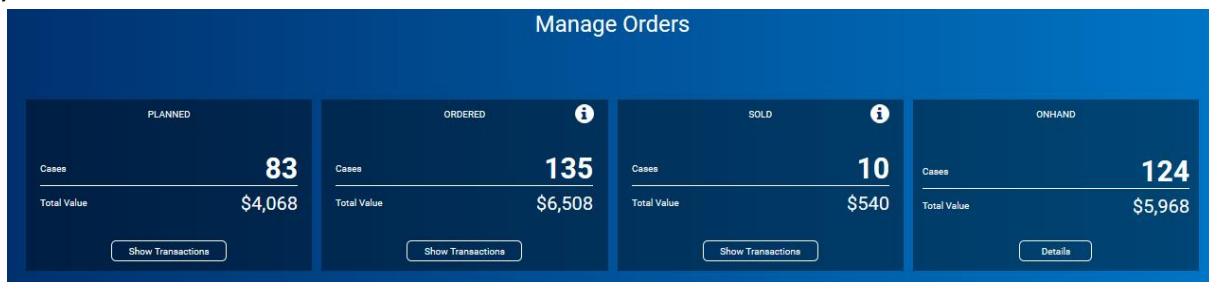 Manage Orders
PLANNED
Cases 83
Total Value $4,068
Show Transactions
ORDERED i
Cases 135
Total Value $6,508
Show Transactions
SOLD i
Cases 10
Total Value $540
Show Transactions
ONHAND
Cases 124
Total Value $5,968
Details